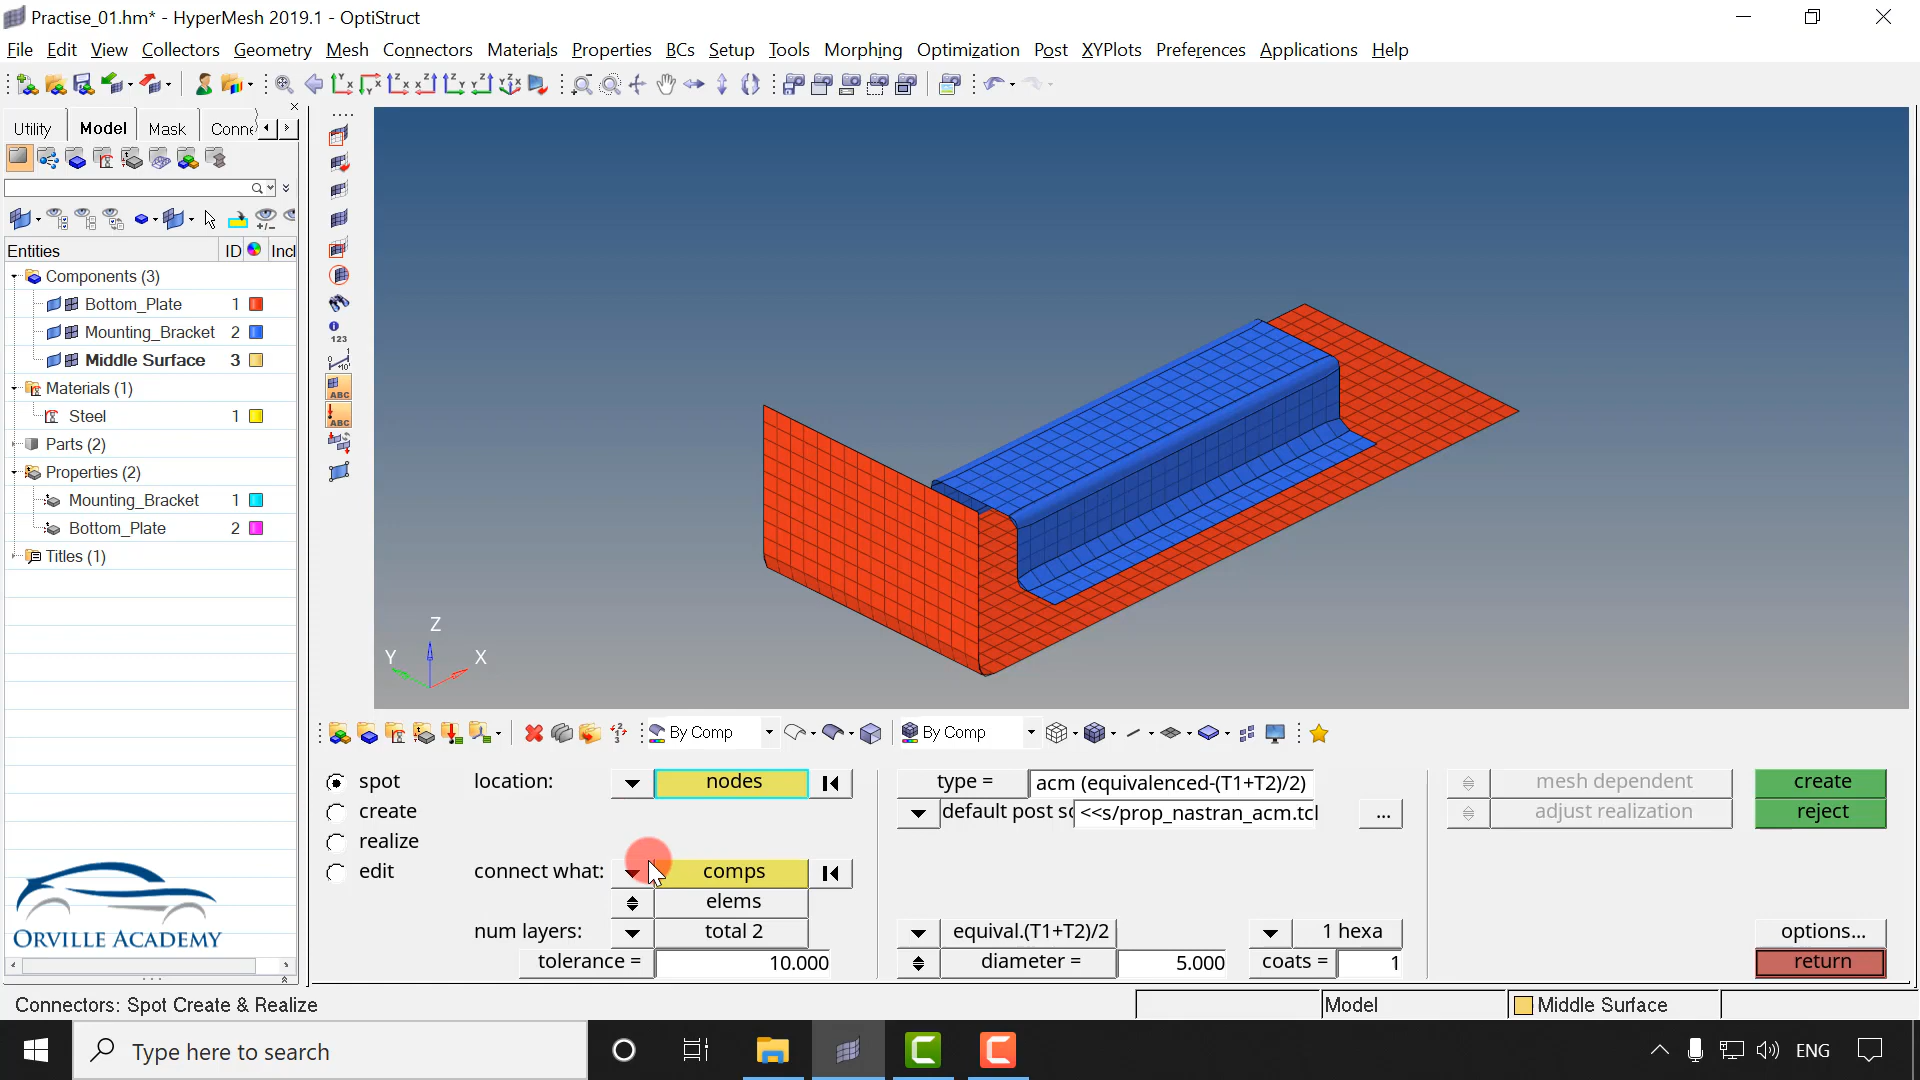 Practise_01.hm* - HyperMesh 2019.1 - OptiStruct
File Edit View Collectors Geometry Mesh Connectors Materials Properties BCs Setup Tools Morphing Optimization Post XYPlots Preferences Applications Help
Utility Model Mask Conne
Entities ID Incl
Components (3)
Bottom_Plate 1
Mounting_Bracket 2
Middle Surface 3
Materials (1)
Steel 1
Parts (2)
Properties (2)
Mounting_Bracket 1
Bottom_Plate 2
Titles (1)
123
ABC
ABC
Z
Y X
By Comp By Comp
spot location: nodes type = acm (equivalenced-(T1+T2)/2) mesh dependent create
create default post sc <<s/prop_nastran_acm.tcl ... adjust realization reject
realize
edit connect what: comps
elems
num layers: total 2 equival.(T1+T2)/2 1 hexa options...
tolerance = 10.000 diameter = 5.000 coats = 1 return
ORVILLE ACADEMY
Connectors: Spot Create & Realize Model Middle Surface
Type here to search ENG